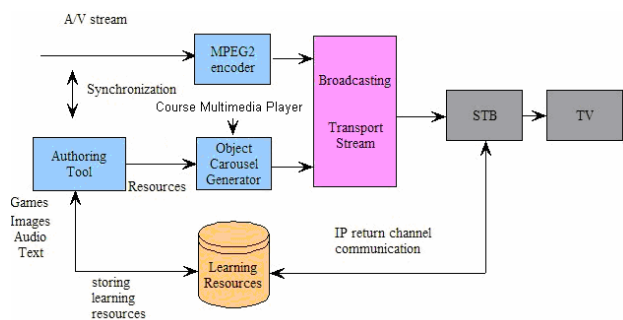 A/V stream
MPEG2
encoder
Synchronization
Course Multimedia Player
Broadcasting
Transport
Stream
STB
TV
Authoring
Tool
Resources
Object
Carousel
Generator
Games
Images
Audio
Text
IP return channel
communication
Learning
Resources
storing
learning
resources